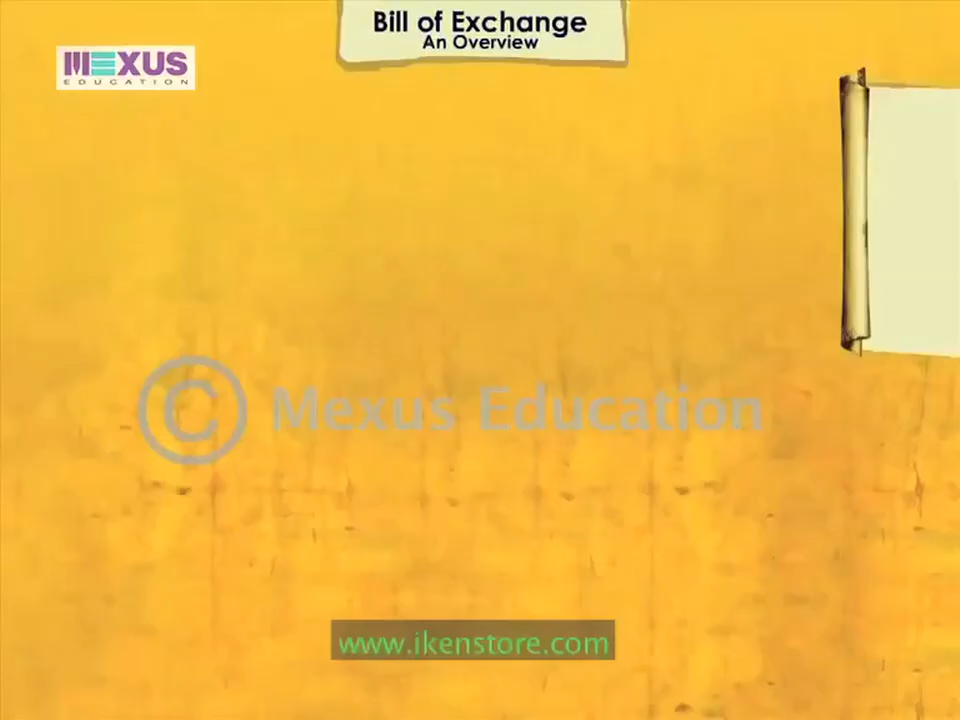 Bill of Exchange
An Overview
MEXUS
EDUCATION
© Mexus Education
www.ikenstore.com